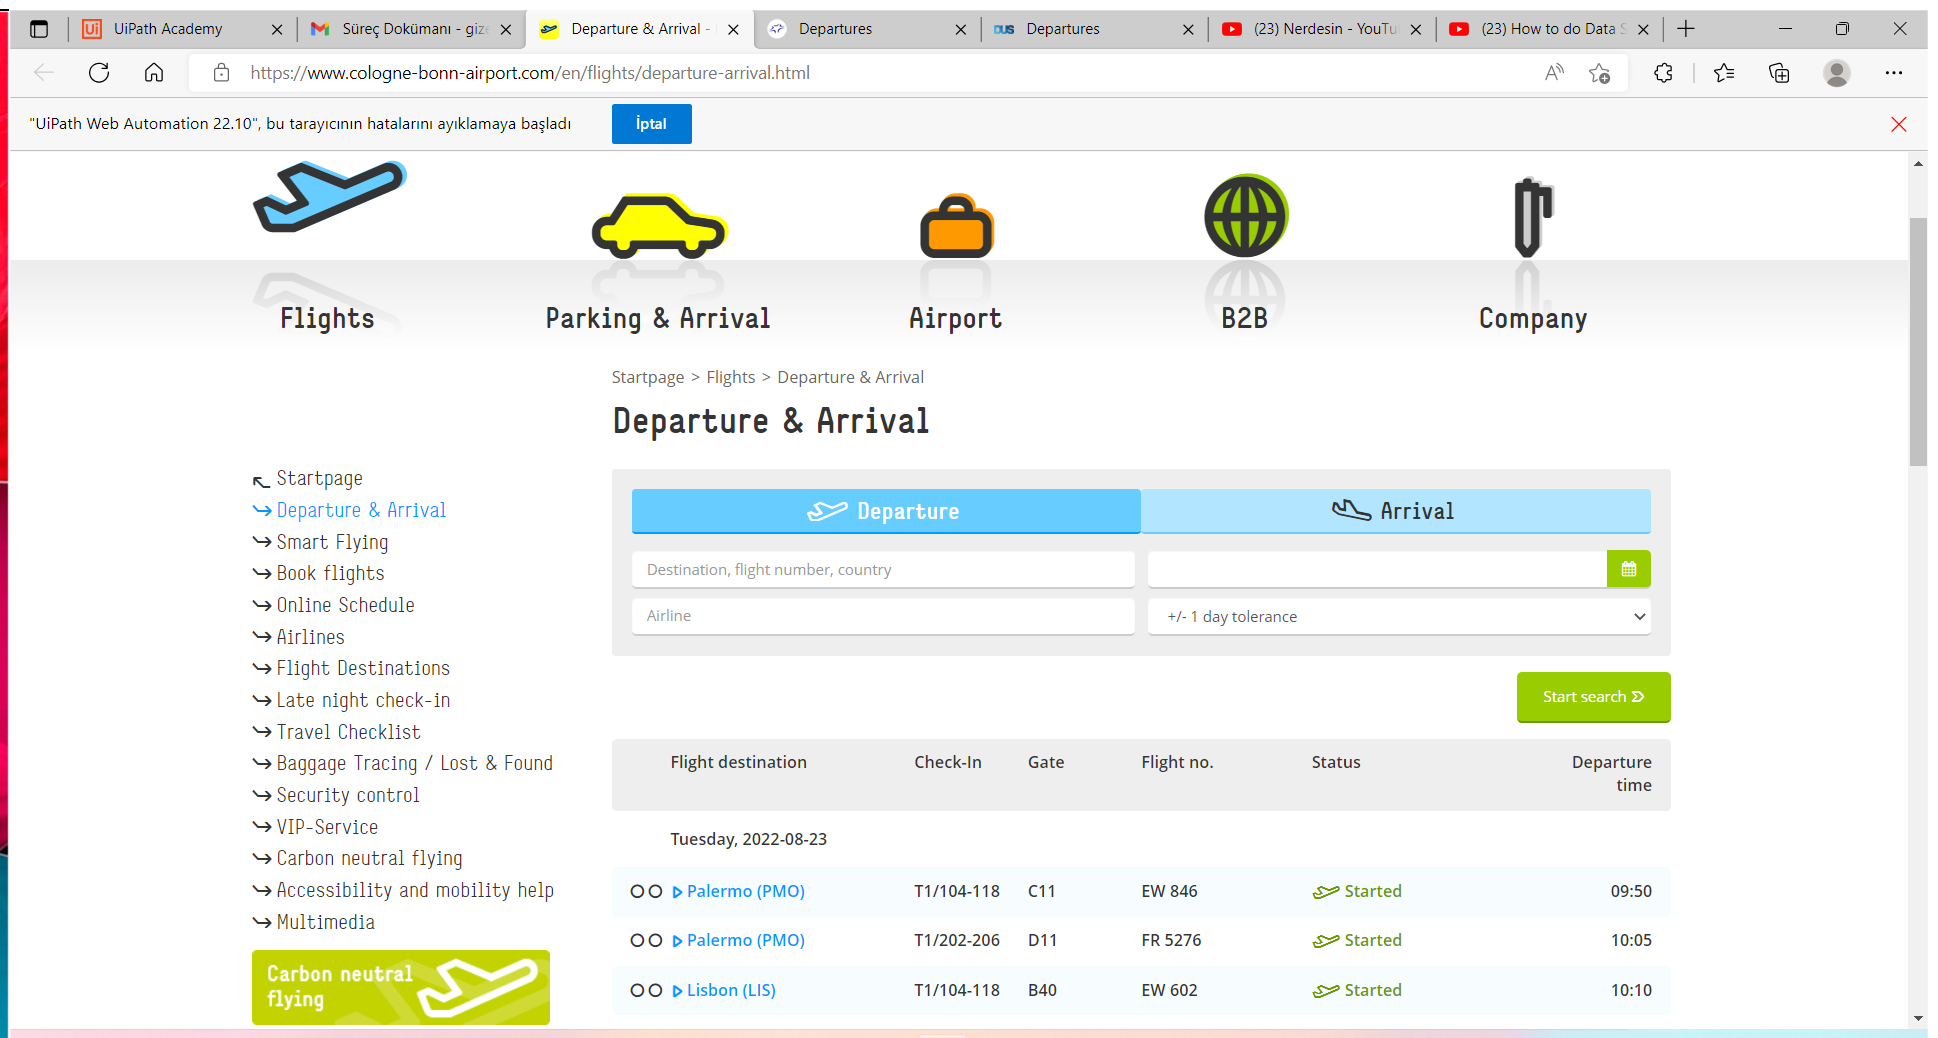 UiPath Academy
Süreç Dokümanı - giz
Departure & Arrival -
Departures
DUS Departures
(23) Nerdesin - YouTu
(23) How to do Data S
https://www.cologne-bonn-airport.com/en/flights/departure-arrival.html
"UiPath Web Automation 22.10", bu tarayıcının hatalarını ayıklamaya başladı
İptal
Flights
Parking & Arrival
Airport
B2B
Company
Startpage > Flights > Departure & Arrival
Departure & Arrival
Startpage
Departure & Arrival
Smart Flying
Book flights
Online Schedule
Airlines
Flight Destinations
Late night check-in
Travel Checklist
Baggage Tracing / Lost & Found
Security control
VIP-Service
Carbon neutral flying
Accessibility and mobility help
Multimedia
Carbon neutral
flying
Departure
Arrival
Destination, flight number, country
Airline
+/- 1 day tolerance
Start search
Flight destination Check-In Gate Flight no. Status Departure
time
Tuesday, 2022-08-23
Palermo (PMO) T1/104-118 C11 EW 846 Started 09:50
Palermo (PMO) T1/202-206 D11 FR 5276 Started 10:05
Lisbon (LIS) T1/104-118 B40 EW 602 Started 10:10